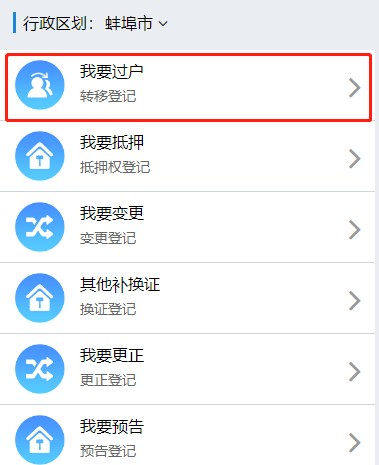 行政区划：蚌埠市
我要过户
转移登记
我要抵押
抵押权登记
我要变更
变更登记
其他补换证
换证登记
我要更正
更正登记
我要预告
预告登记